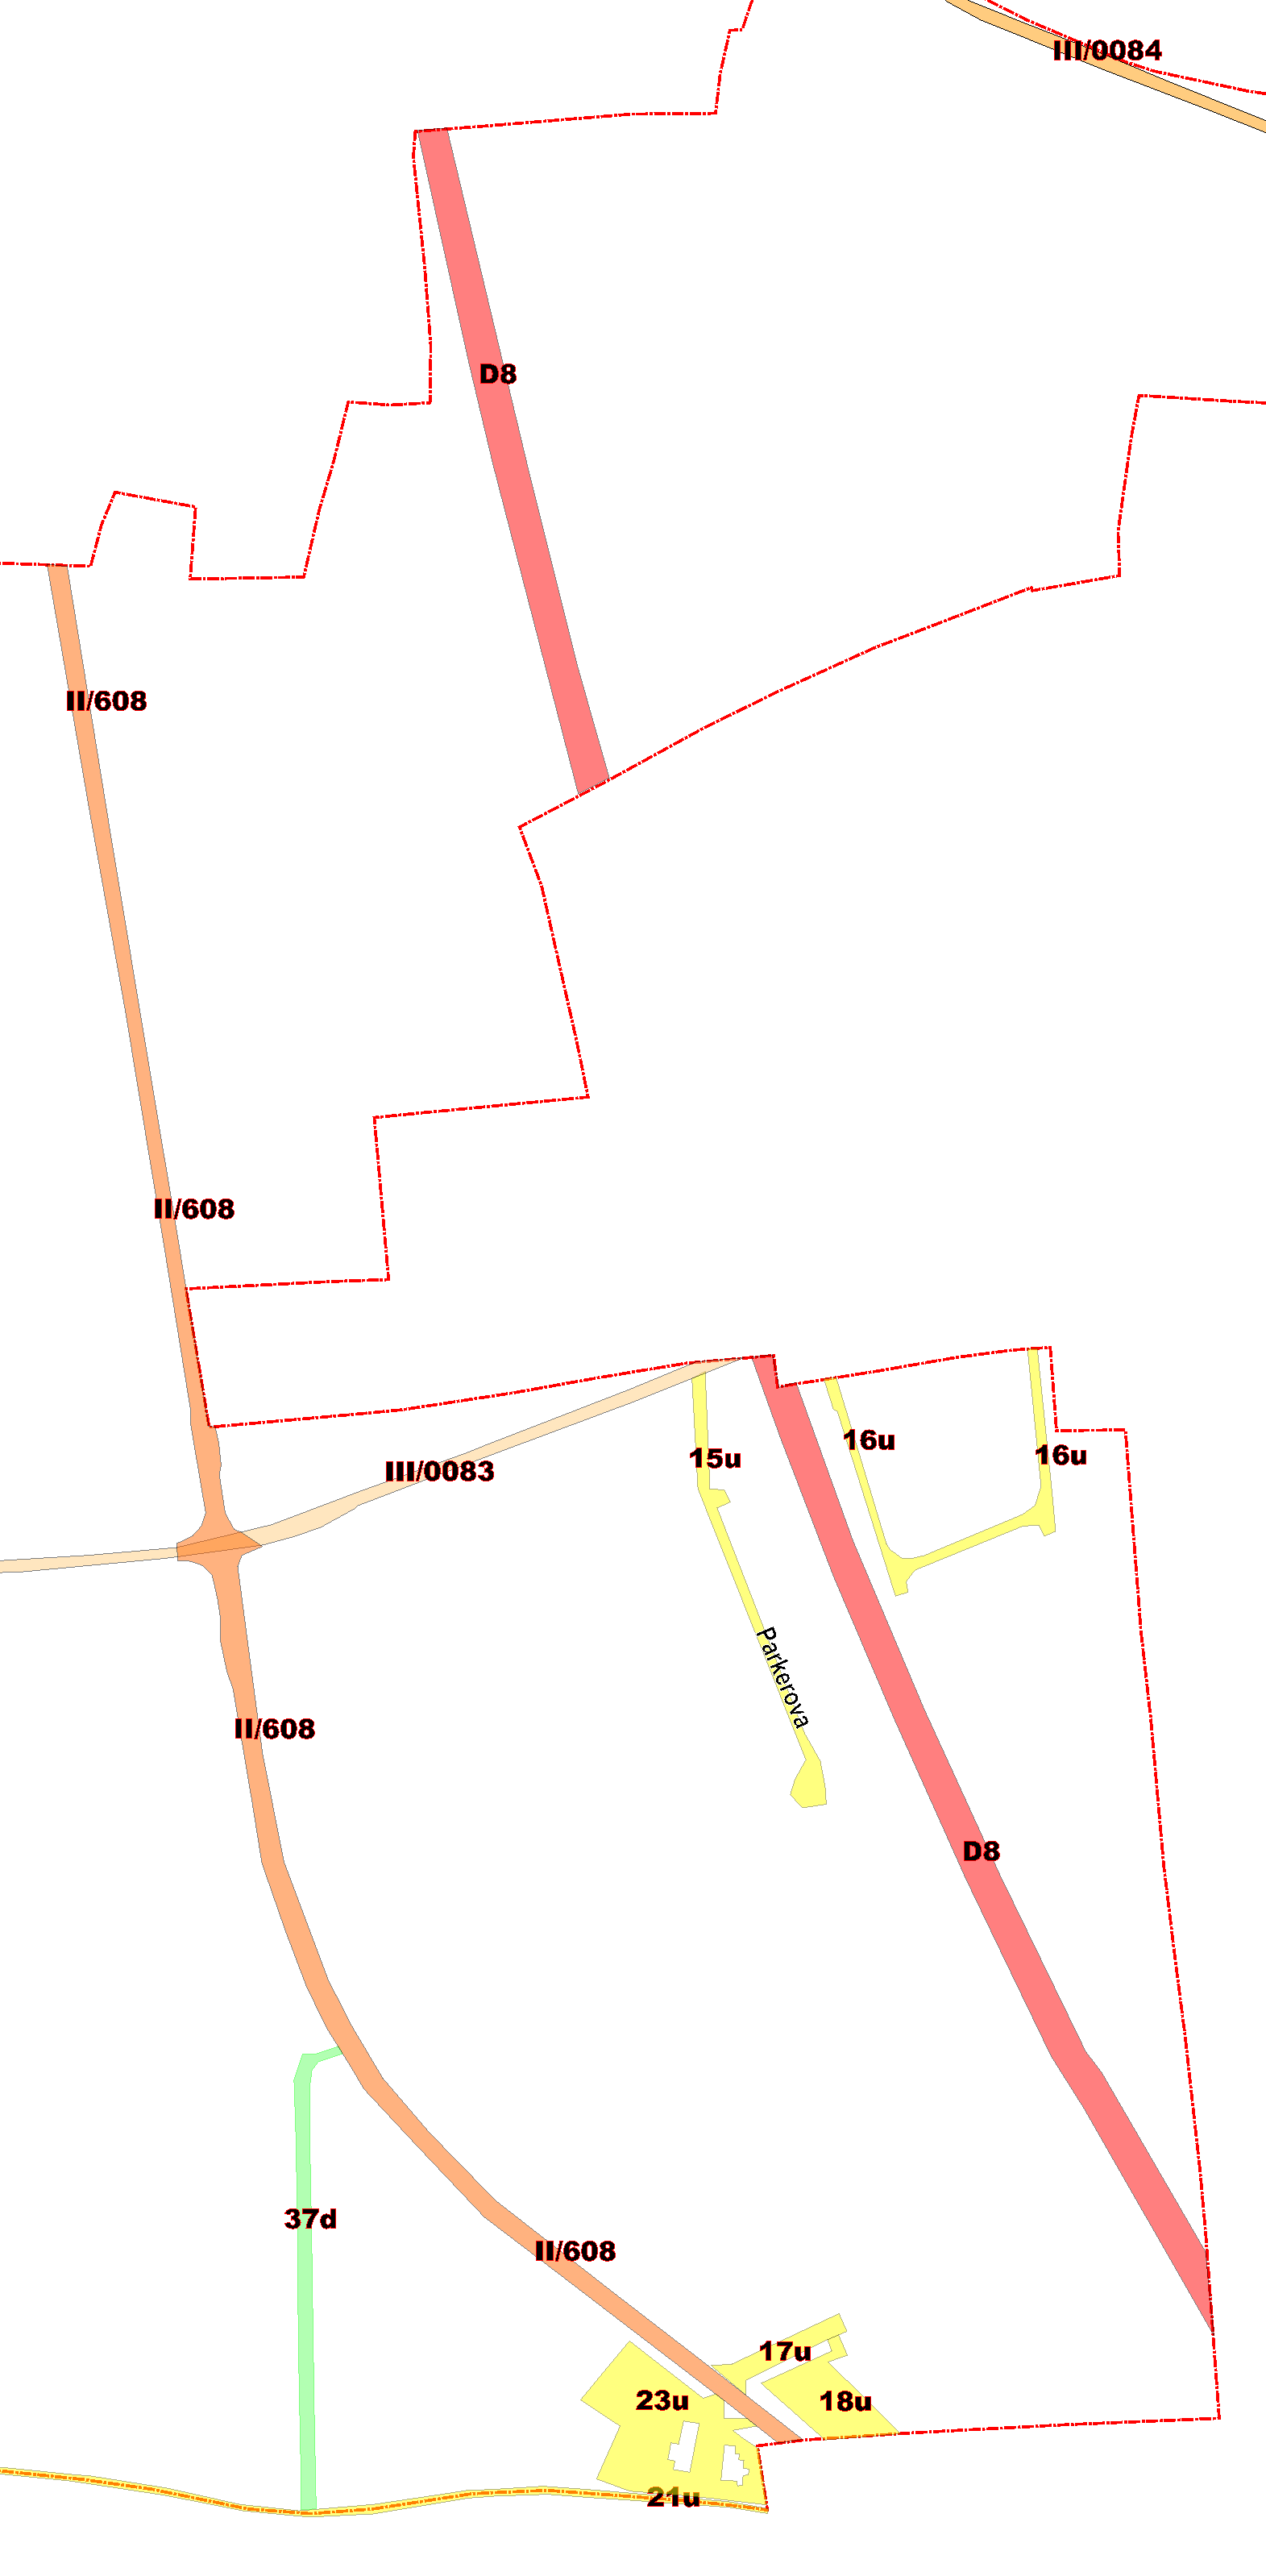 III/0084
D8
II/608
II/608
16u
16u
15u
III/0083
Parkerova
II/608
D8
37d
II/608
17u
23u
18u
21u